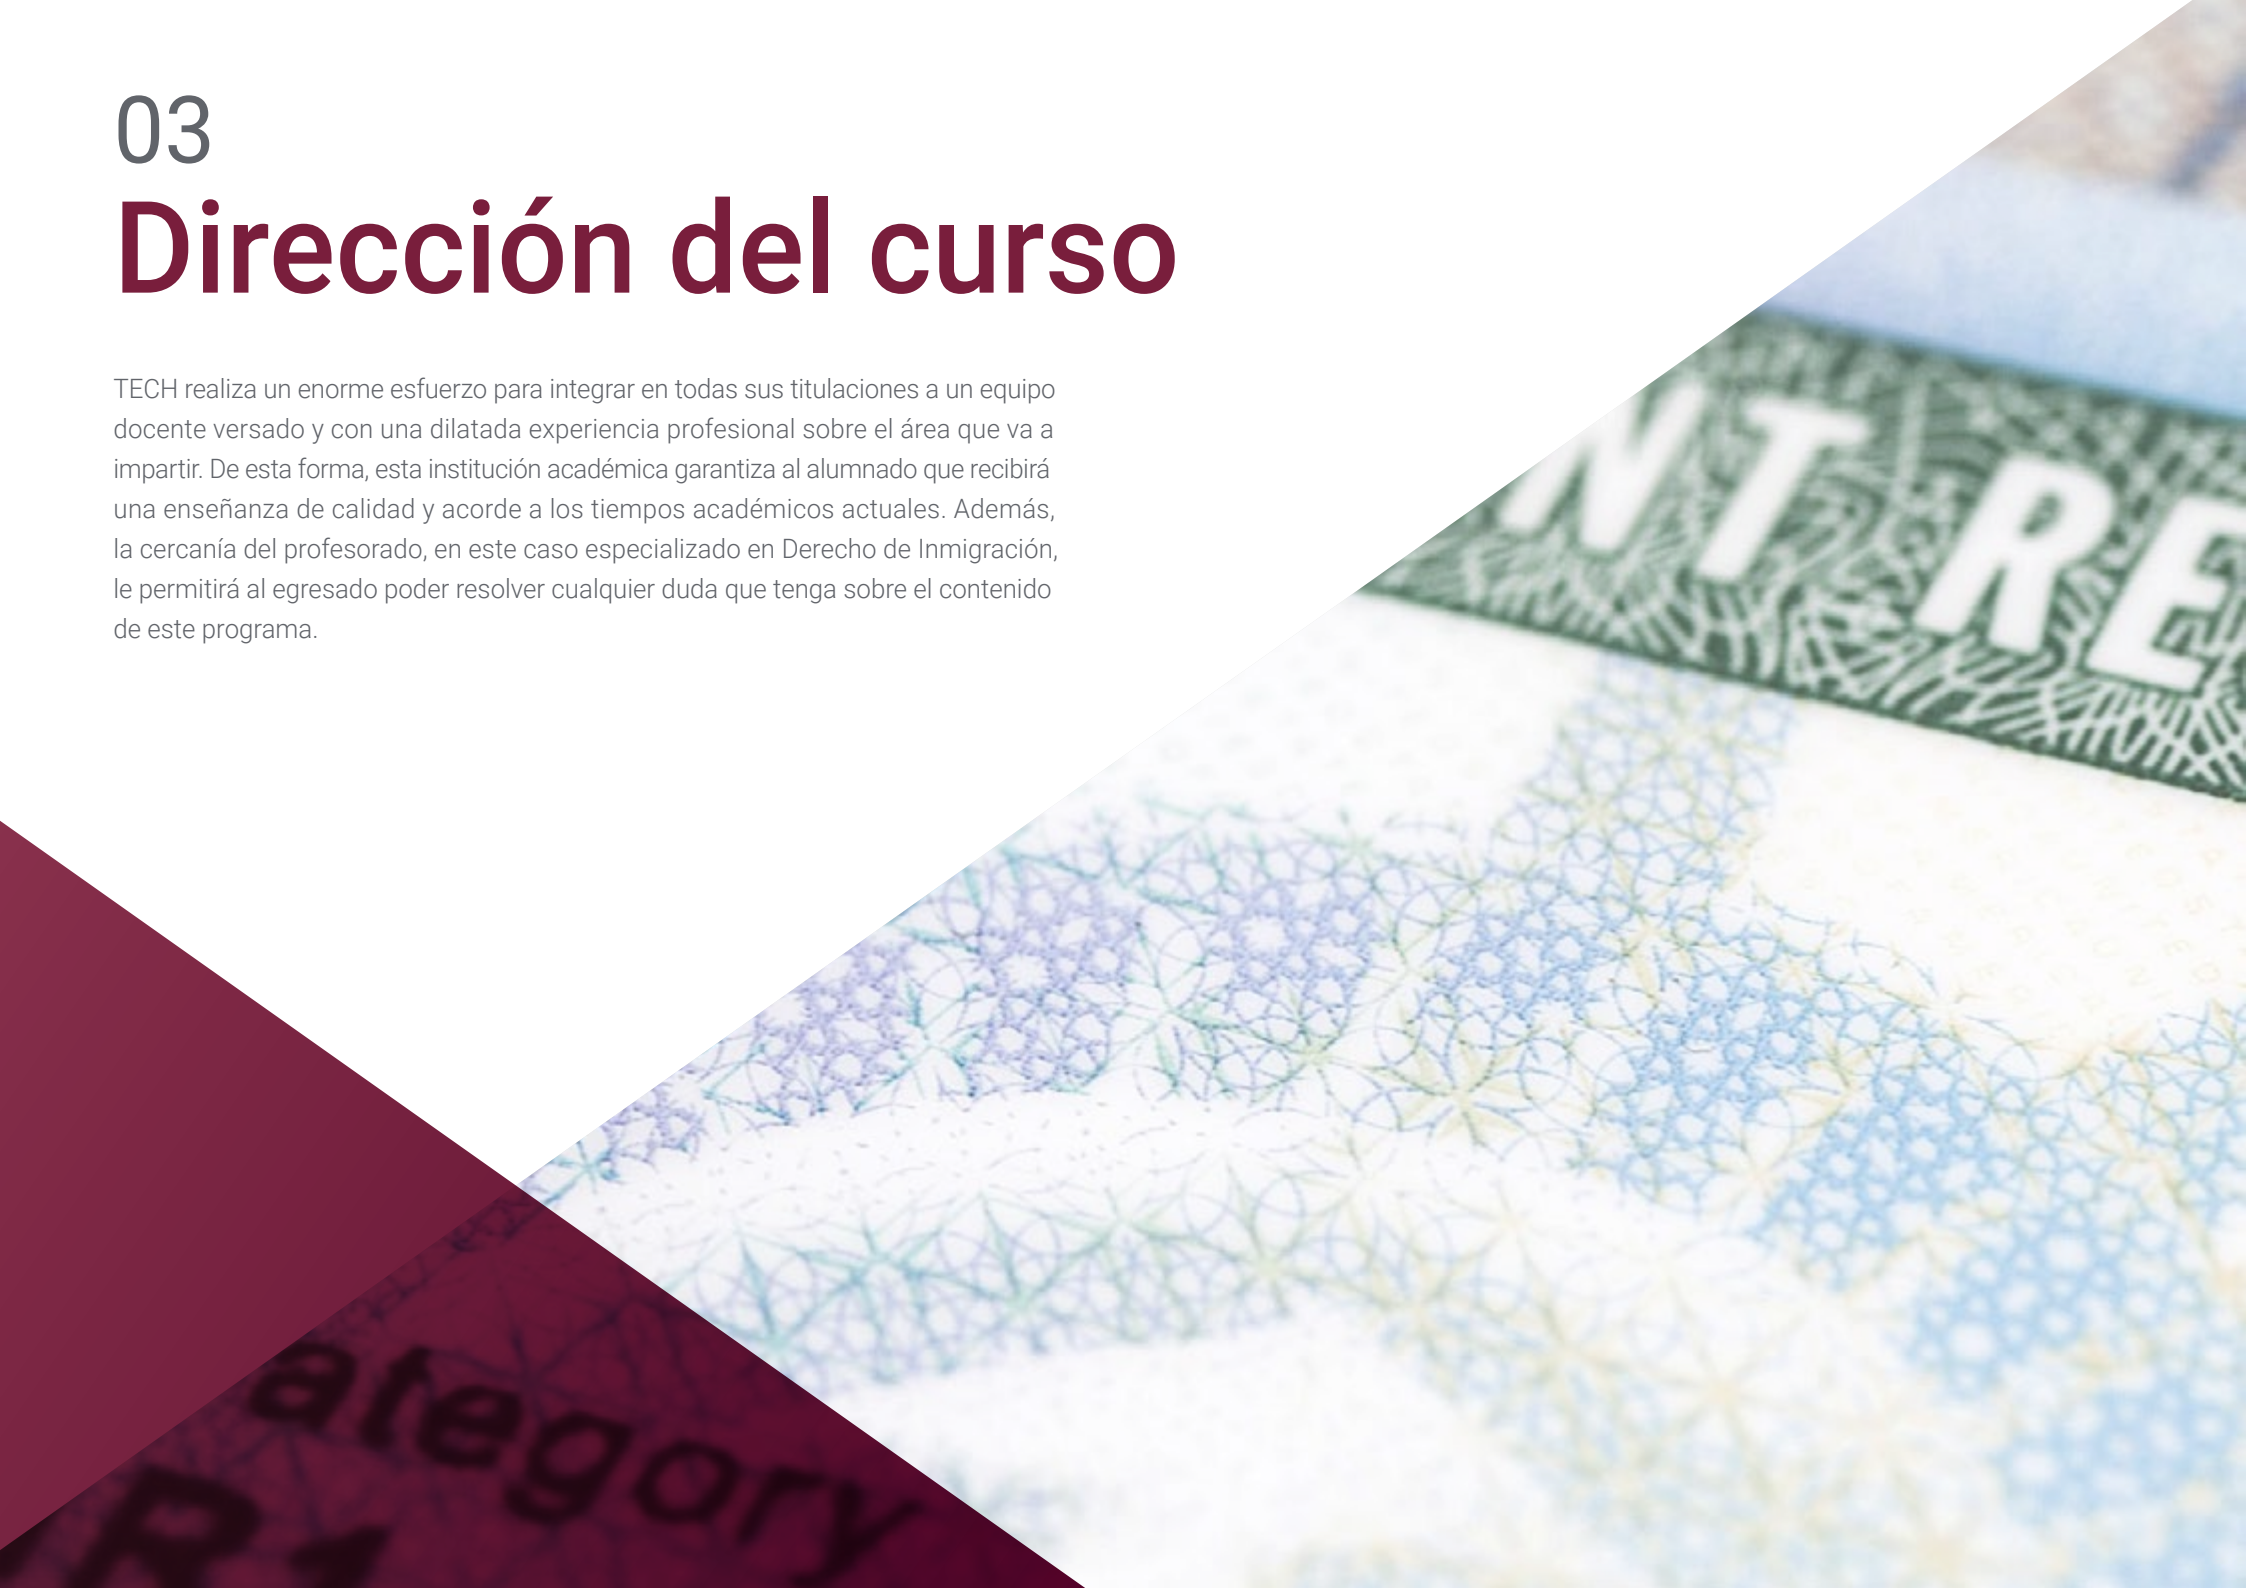 03
Dirección del curso
TECH realiza un enorme esfuerzo para integrar en todas sus titulaciones a un equipo
docente versado y con una dilatada experiencia profesional sobre el área que va a
impartir. De esta forma, esta institución académica garantiza al alumnado que recibirá
una enseñanza de calidad y acorde a los tiempos académicos actuales. Además,
la cercanía del profesorado, en este caso especializado en Derecho de Inmigración,
le permitirá al egresado poder resolver cualquier duda que tenga sobre el contenido
de este programa.
NT RE
ategory
R1